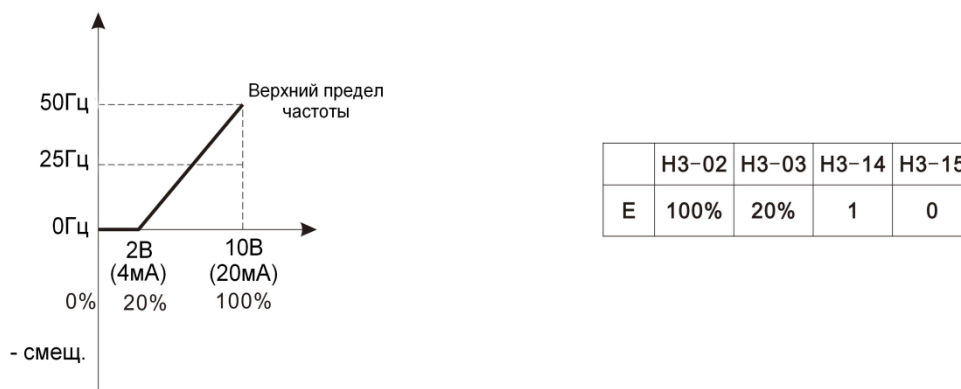 Верхний предел
частоты
50Гц
25Гц
0Гц
2В 10В
(4мА) (20мА)
0% 20% 100%
- смещ.
H3-02 H3-03 H3-14 H3-15
E 100% 20% 1 0